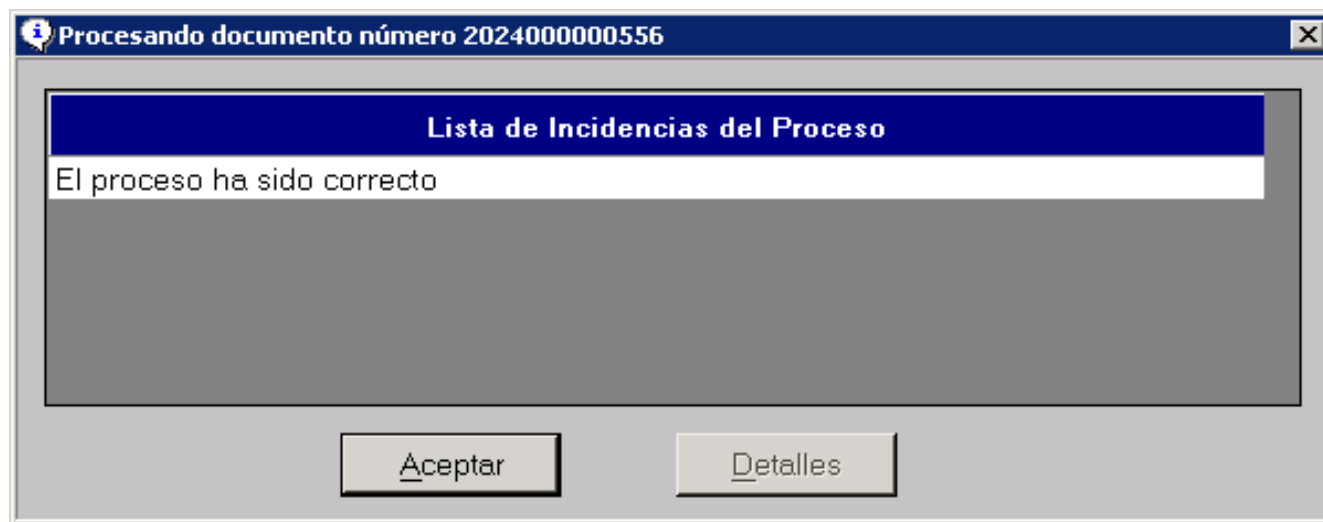 Procesando documento número 2024000000556
Lista de Incidencias del Proceso
El proceso ha sido correcto
Aceptar
Detalles